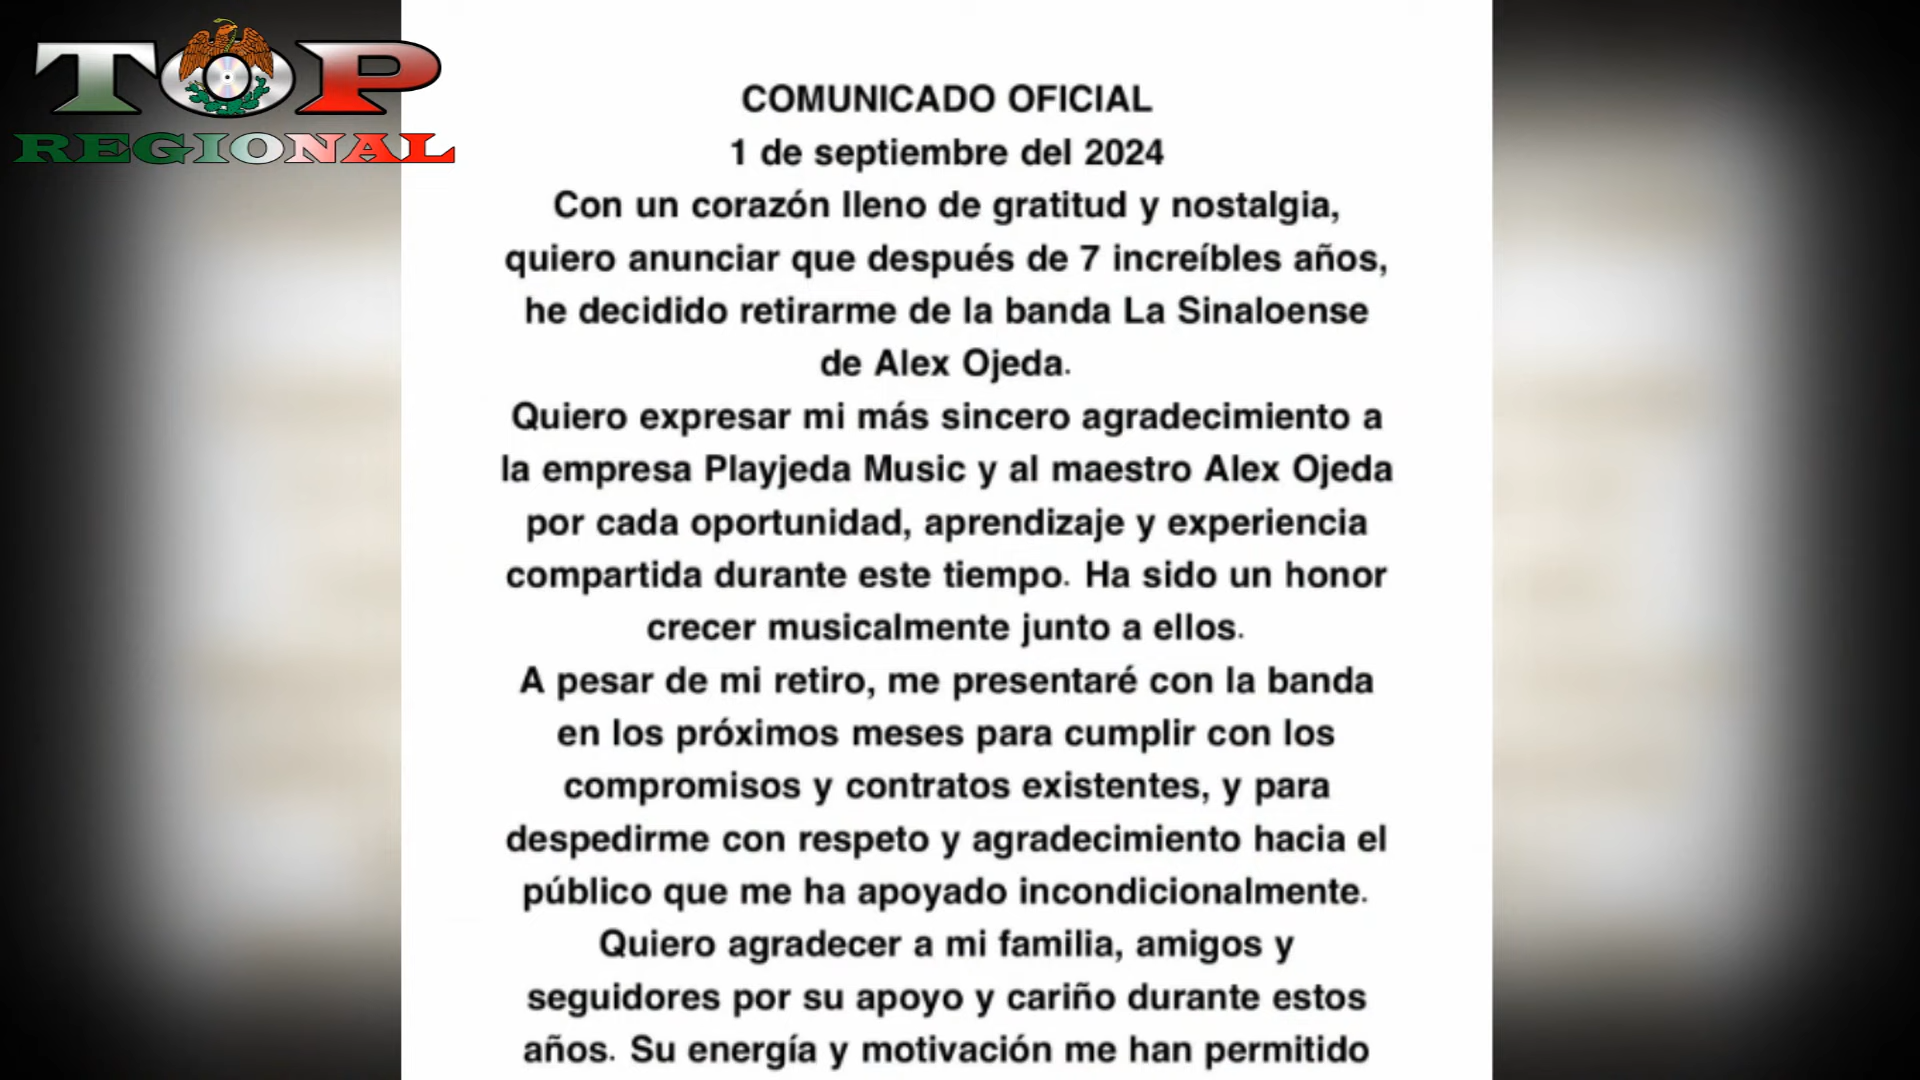 TOP
REGIONAL
COMUNICADO OFICIAL
1 de septiembre del 2024
Con un corazón lleno de gratitud y nostalgia,
quiero anunciar que después de 7 increíbles años,
he decidido retirarme de la banda La Sinaloense
de Alex Ojeda.
Quiero expresar mi más sincero agradecimiento a
la empresa Playjeda Music y al maestro Alex Ojeda
por cada oportunidad, aprendizaje y experiencia
compartida durante este tiempo. Ha sido un honor
crecer musicalmente junto a ellos.
A pesar de mi retiro, me presentaré con la banda
en los próximos meses para cumplir con los
compromisos y contratos existentes, y para
despedirme con respeto y agradecimiento hacia el
público que me ha apoyado incondicionalmente.
Quiero agradecer a mi familia, amigos y
seguidores por su apoyo y cariño durante estos
años. Su energía y motivación me han permitido